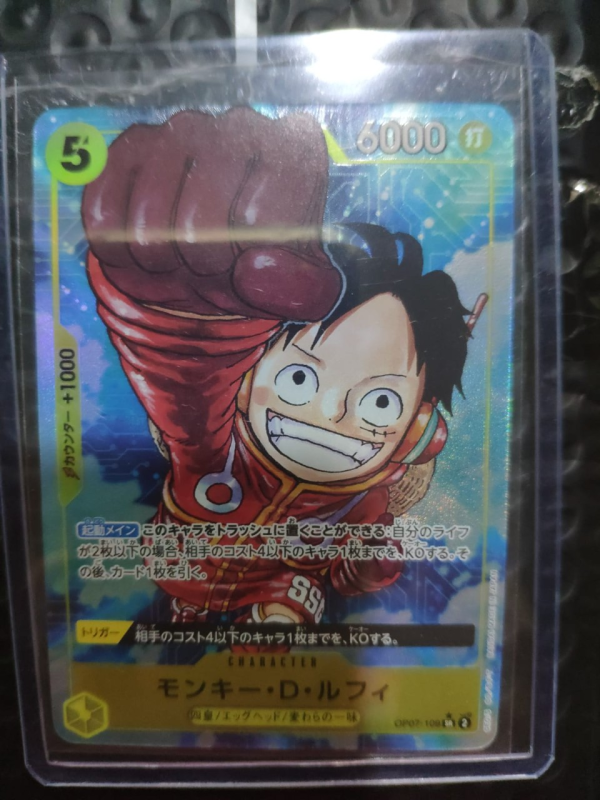 5
6000 打
カウンター +1000
起動メイン このキャラをトラッシュに置くことができる:自分のライフ
が2枚以下の場合、相手のコスト4以下のキャラ1枚までを、KOする。そ
の後、カード1枚を引く。
SSG
トリガー 相手のコスト4以下のキャラ1枚までを、KOする。
CHARACTER
モンキー・D・ルフィ
四皇/エッグヘッド/麦わらの一味
OP07-109 SR 2